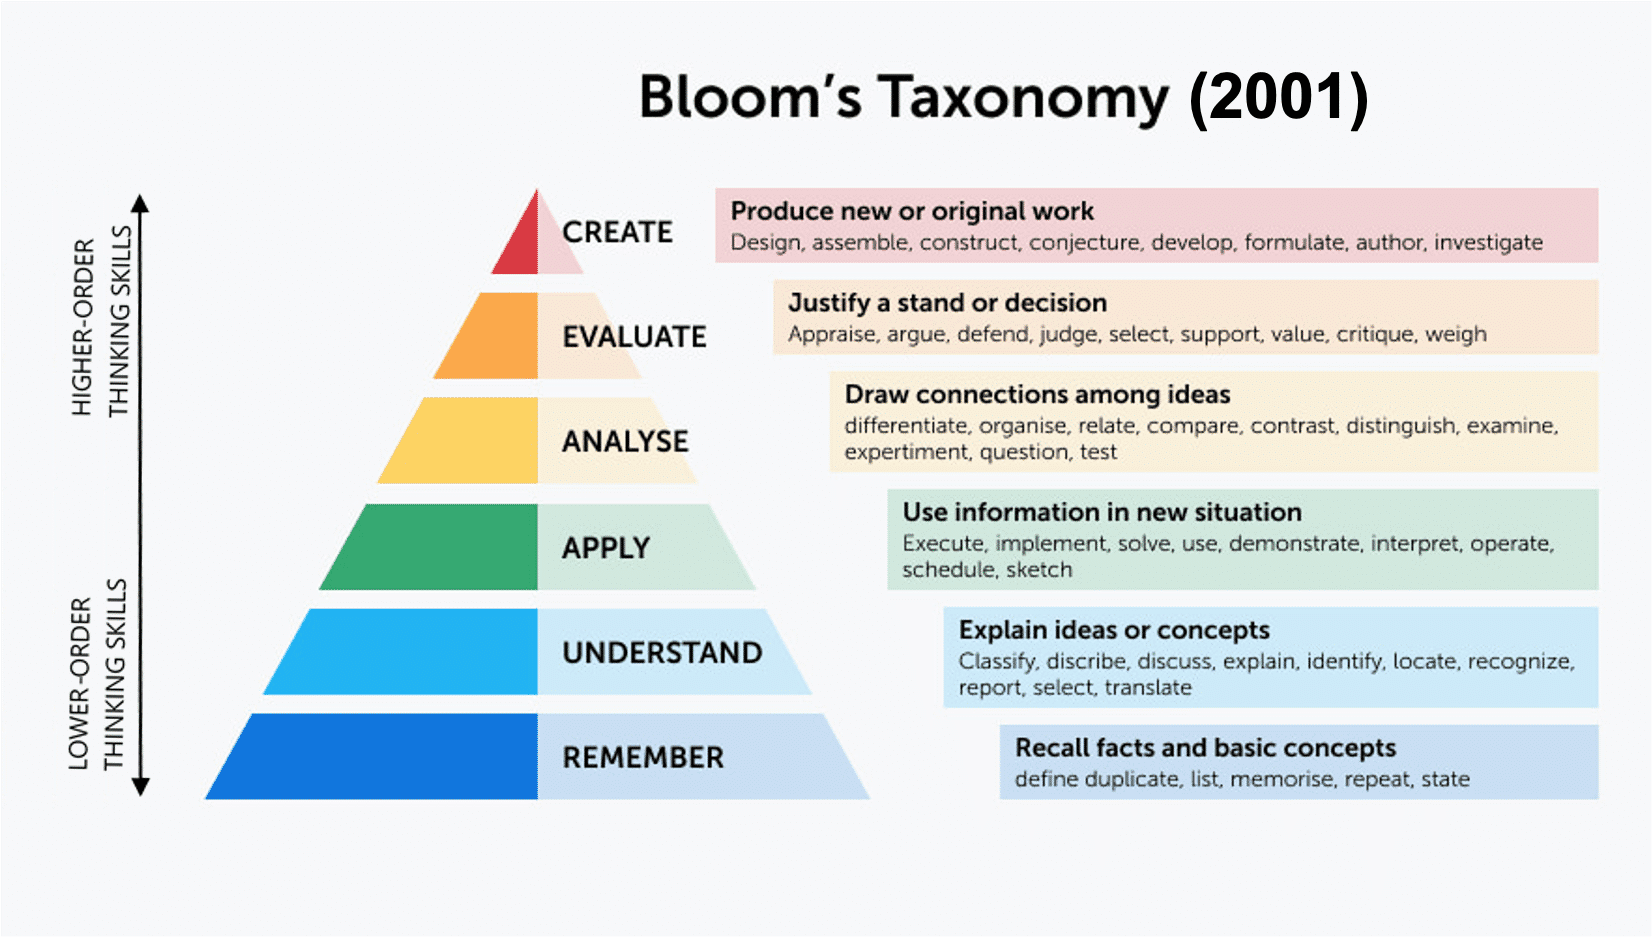 Bloom's Taxonomy (2001)
HIGHER-ORDER
THINKING SKILLS
LOWER-ORDER
THINKING SKILLS
CREATE
Produce new or original work
Design, assemble, construct, conjecture, develop, formulate, author, investigate
EVALUATE
Justify a stand or decision
Appraise, argue, defend, judge, select, support, value, critique, weigh
ANALYSE
Draw connections among ideas
differentiate, organise, relate, compare, contrast, distinguish, examine,
expertiment, question, test
APPLY
Use information in new situation
Execute, implement, solve, use, demonstrate, interpret, operate,
schedule, sketch
UNDERSTAND
Explain ideas or concepts
Classify, discribe, discuss, explain, identify, locate, recognize,
report, select, translate
REMEMBER
Recall facts and basic concepts
define duplicate, list, memorise, repeat, state